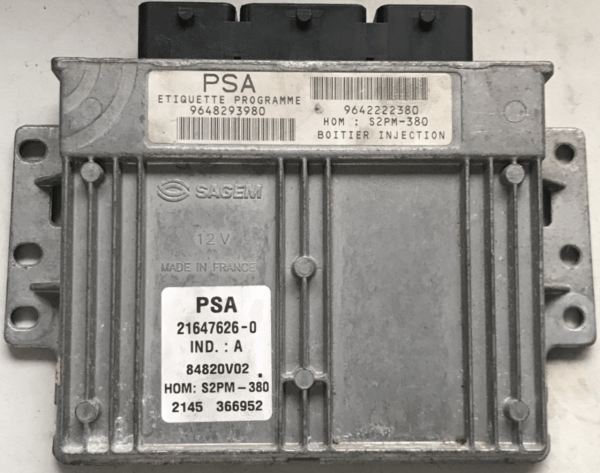 PSA
ETIQUETTE PROGRAMME
9648293980
9642222380
HOM : S2PM-380
BOITIER INJECTION
SAGEM
12V
MADE IN FRANCE
PSA
21647626-0
IND. : A
84820V02
HOM: S2PM-380
2145 366952